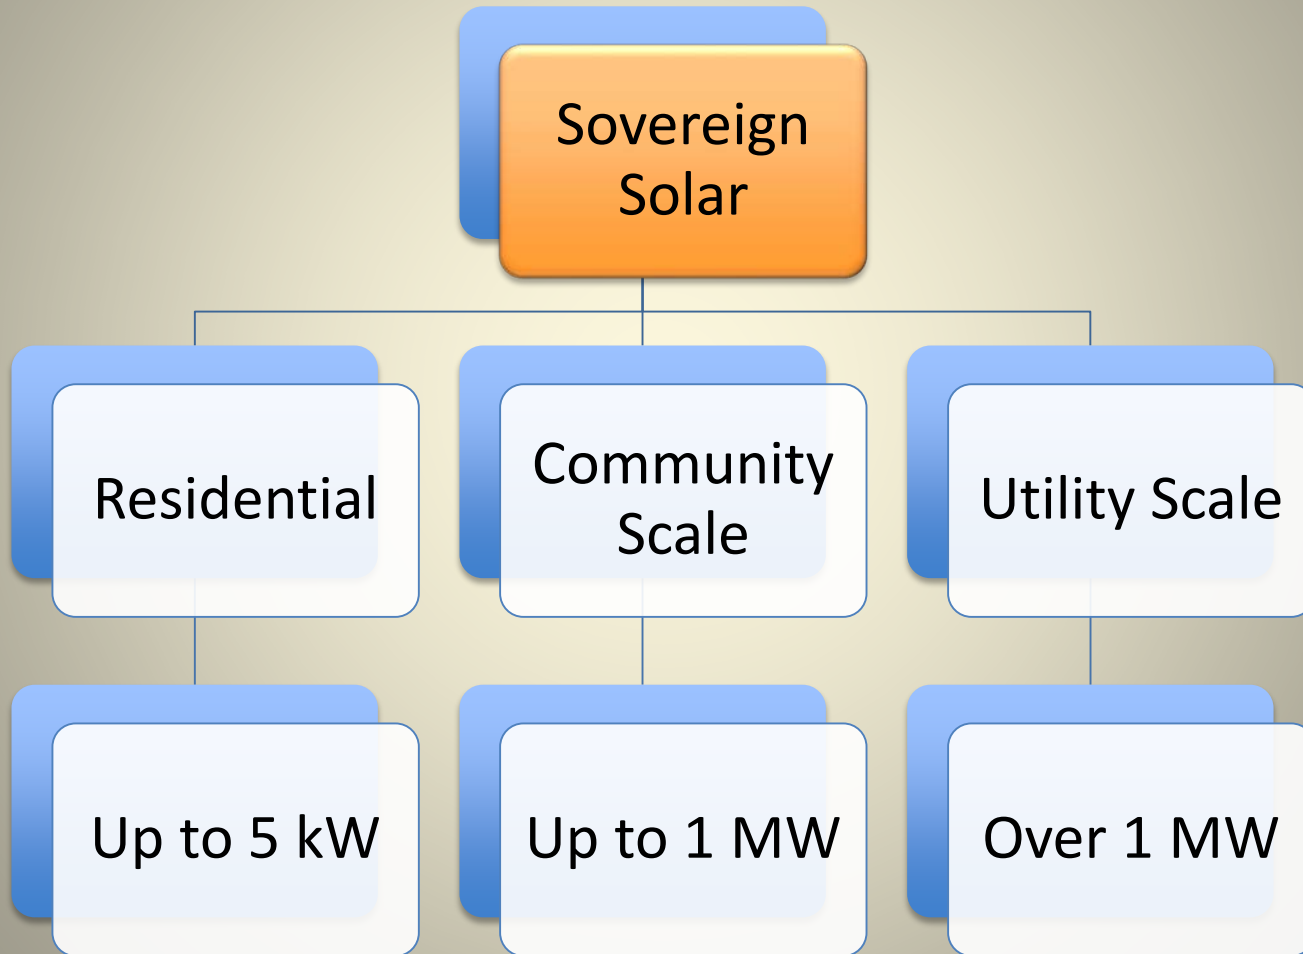 Sovereign
Solar
Residential
Community
Scale
Utility Scale
Up to 5 kW
Up to 1 MW
Over 1 MW